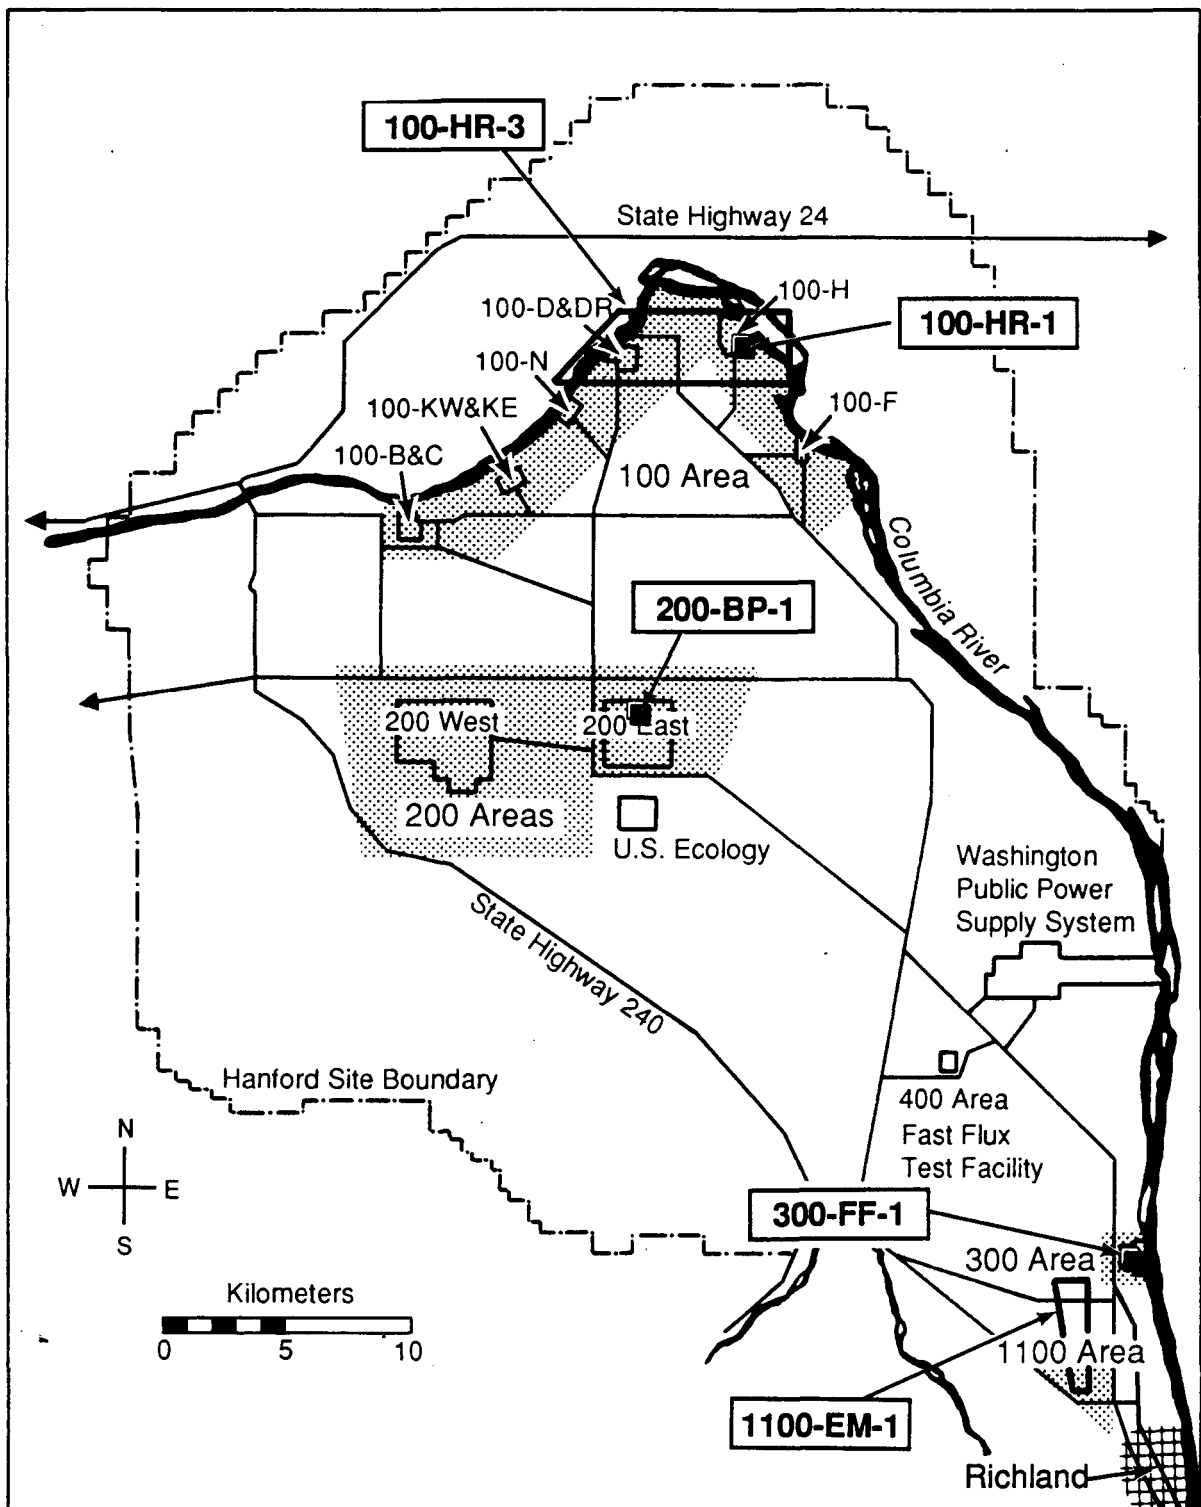 100-HR-3
State Highway 24
100-H
100-D&DR
100-HR-1
100-N
100-KW&KE
100-F
100-B&C
100 Area
Columbia River
200-BP-1
200 West
200 East
200 Areas
U.S. Ecology
Washington
Public Power
Supply System
State Highway 240
Hanford Site Boundary
400 Area
Fast Flux
Test Facility
N
W
E
S
300-FF-1
300 Area
Kilometers
0
5
10
1100 Area
1100-EM-1
Richland